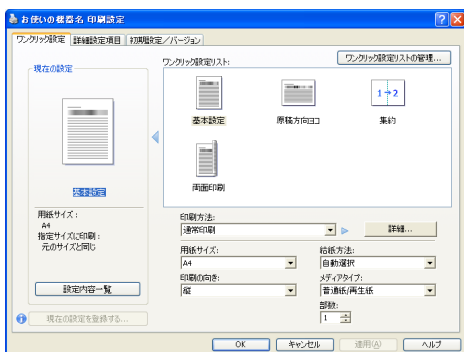 お使いの機器名 印刷設定
ワンクリック設定 詳細設定項目 初期設定／バージョン
現在の設定
ワンクリック設定リスト:
ワンクリック設定リストの管理...
基本設定
原稿方向ヨコ
1→2
集約
両面印刷
基本設定
用紙サイズ :
A4
指定サイズに印刷 :
元のサイズと同じ
設定内容一覧
現在の設定を登録する...
印刷方法:
通常印刷
詳細...
用紙サイズ:
A4
給紙方法:
自動選択
印刷の向き:
縦
メディアタイプ:
普通紙/再生紙
部数:
1
OK キャンセル 適用(A) ヘルプ